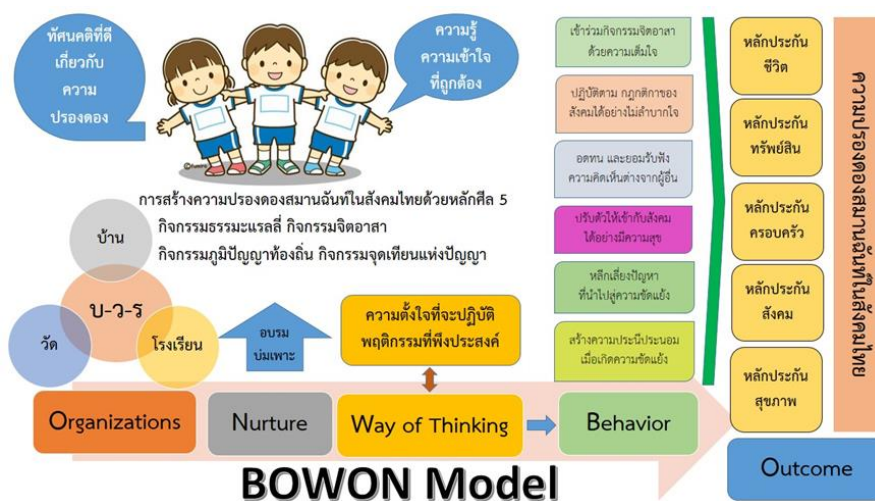 ทัศนคติที่ดี
เกี่ยวกับ
ความ
ปรองดอง
ความรู้
ความเข้าใจ
ที่ถูกต้อง
การสร้างความปรองดองสมานฉันท์ในสังคมไทยด้วยหลักศีล 5
กิจกรรมธรรมะแรลลี่ กิจกรรมจิตอาสา
กิจกรรมภูมิปัญญาท้องถิ่น กิจกรรมจุดเทียนแห่งปัญญา
บ้าน
บ-ว-ร
วัด
โรงเรียน
อบรม
บ่มเพาะ
ความตั้งใจที่จะปฏิบัติ
พฤติกรรมที่พึงประสงค์
Organizations
Nurture
Way of Thinking
Behavior
BOWON Model
เข้าร่วมกิจกรรมจิตอาสา
ด้วยความเต็มใจ
ปฏิบัติตาม กฎกติกาของ
สังคมได้อย่างไม่ลำบากใจ
อดทน และยอมรับฟัง
ความคิดเห็นต่างจากผู้อื่น
ปรับตัวให้เข้ากับสังคม
ได้อย่างมีความสุข
หลีกเลี่ยงปัญหา
ที่นำไปสู่ความขัดแย้ง
สร้างความประนีประนอม
เมื่อเกิดความขัดแย้ง
หลักประกัน
ชีวิต
หลักประกัน
ทรัพย์สิน
หลักประกัน
ครอบครัว
หลักประกัน
สังคม
หลักประกัน
สุขภาพ
ความปรองดองสมานฉันท์ในสังคมไทย
Outcome